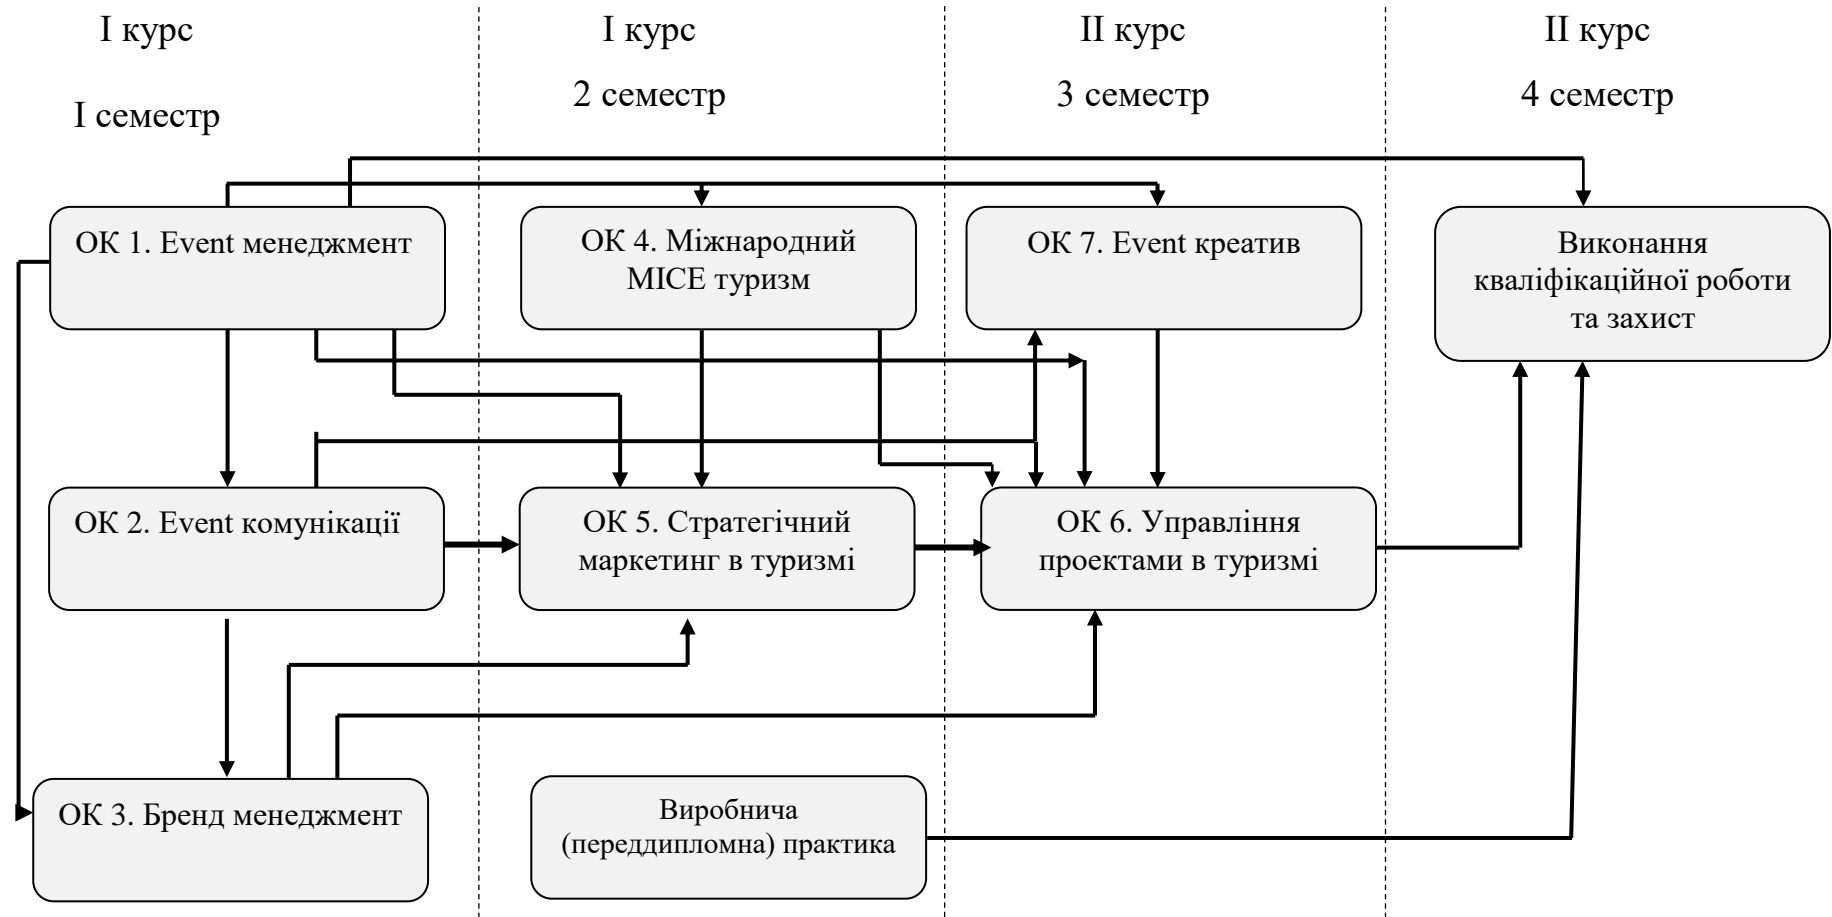 І курс
І семестр
І курс
2 семестр
ІІ курс
3 семестр
ІІ курс
4 семестр
ОК 1. Event менеджмент
ОК 4. Міжнародний
MICE туризм
ОК 7. Event креатив
Виконання
кваліфікаційної роботи
та захист
ОК 2. Event комунікації
ОК 5. Стратегічний
маркетинг в туризмі
ОК 6. Управління
проектами в туризмі
ОК 3. Бренд менеджмент
Виробнича
(переддипломна) практика